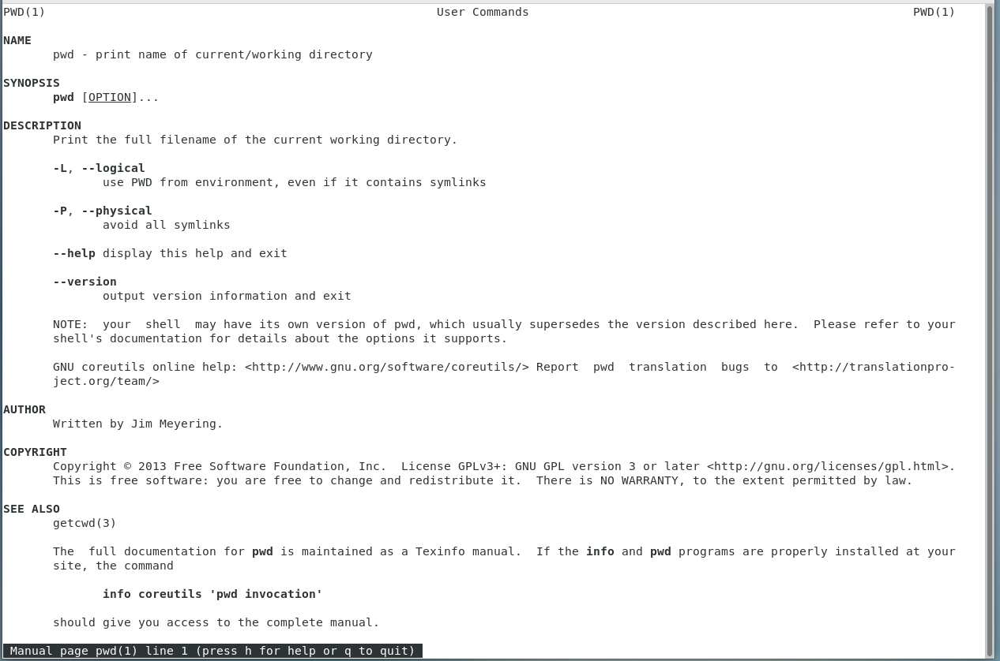 PWD(1) User Commands PWD(1)
NAME
pwd - print name of current/working directory
SYNOPSIS
pwd [OPTION]...
DESCRIPTION
Print the full filename of the current working directory.
-L, --logical
use PWD from environment, even if it contains symlinks
-P, --physical
avoid all symlinks
--help display this help and exit
--version
output version information and exit
NOTE:  your  shell  may have its own version of pwd, which usually supersedes the version described here.  Please refer to your
shell's documentation for details about the options it supports.
GNU coreutils online help: <http://www.gnu.org/software/coreutils/> Report  pwd  translation  bugs  to  <http://translationpro-
ject.org/team/>
AUTHOR
Written by Jim Meyering.
COPYRIGHT
Copyright © 2013 Free Software Foundation, Inc.  License GPLv3+: GNU GPL version 3 or later <http://gnu.org/licenses/gpl.html>.
This is free software: you are free to change and redistribute it.  There is NO WARRANTY, to the extent permitted by law.
SEE ALSO
getcwd(3)
The  full documentation for pwd is maintained as a Texinfo manual.  If the info and pwd programs are properly installed at your
site, the command
info coreutils 'pwd invocation'
should give you access to the complete manual.
Manual page pwd(1) line 1 (press h for help or q to quit)